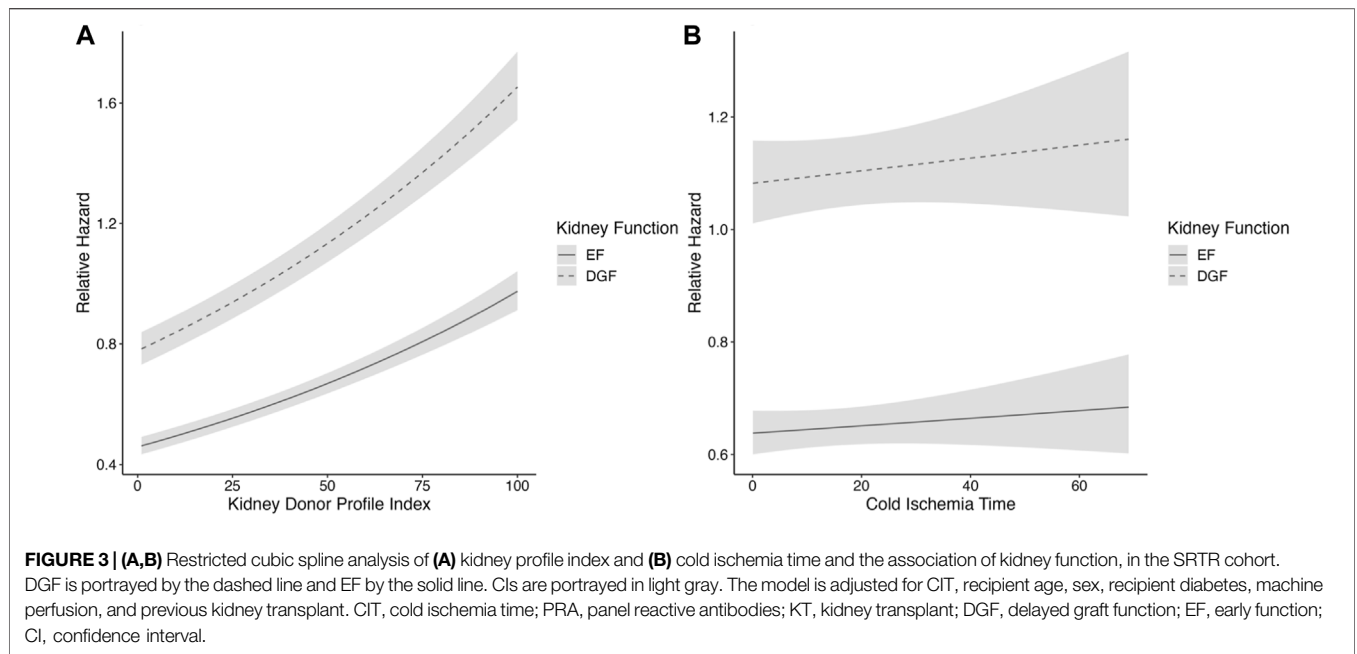 A
1.6
1.2
0.8
0.4
Relative Hazard
0
25
50
75
100
Kidney Donor Profile Index
Kidney Function
EF
DGF
B
1.2
1.0
0.8
0.6
Relative Hazard
0
20
40
60
Cold Ischemia Time
Kidney Function
EF
DGF
FIGURE 3 | (A,B) Restricted cubic spline analysis of (A) kidney profile index and (B) cold ischemia time and the association of kidney function, in the SRTR cohort.
DGF is portrayed by the dashed line and EF by the solid line. CIs are portrayed in light gray. The model is adjusted for CIT, recipient age, sex, recipient diabetes, machine
perfusion, and previous kidney transplant. CIT, cold ischemia time; PRA, panel reactive antibodies; KT, kidney transplant; DGF, delayed graft function; EF, early function;
CI, confidence interval.